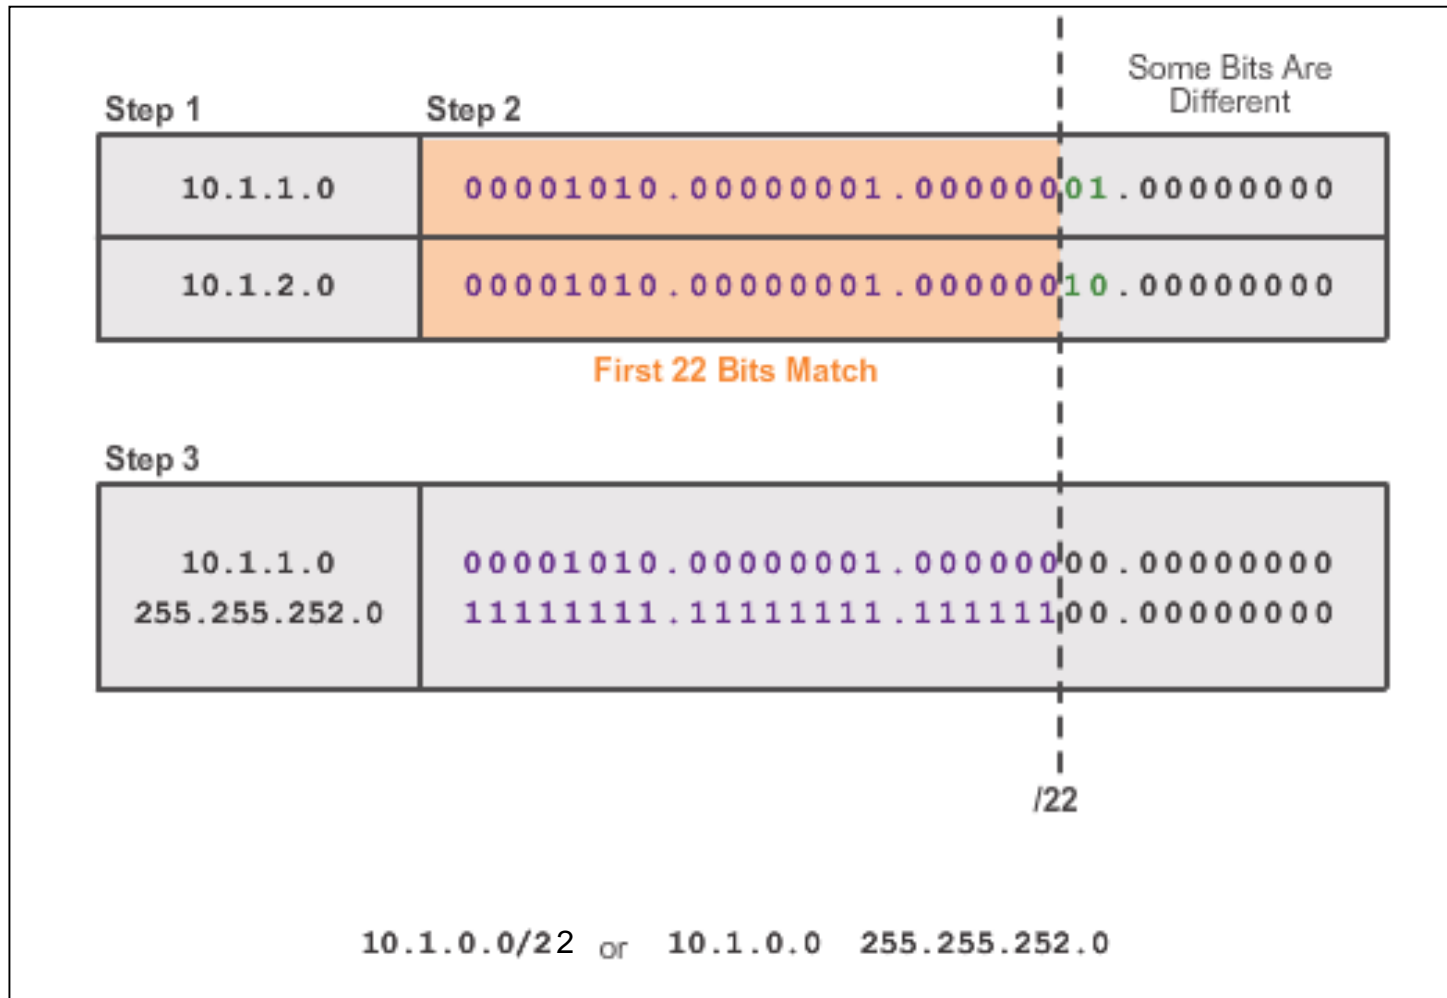 Some Bits Are
Different
Step 1 Step 2
10.1.1.0 00001010.00000001.00000001.00000000
10.1.2.0 00001010.00000001.00000010.00000000
First 22 Bits Match
Step 3
10.1.1.0 00001010.00000001.00000000.00000000
255.255.252.0 11111111.11111111.11111100.00000000
/22
10.1.0.0/22 or 10.1.0.0 255.255.252.0